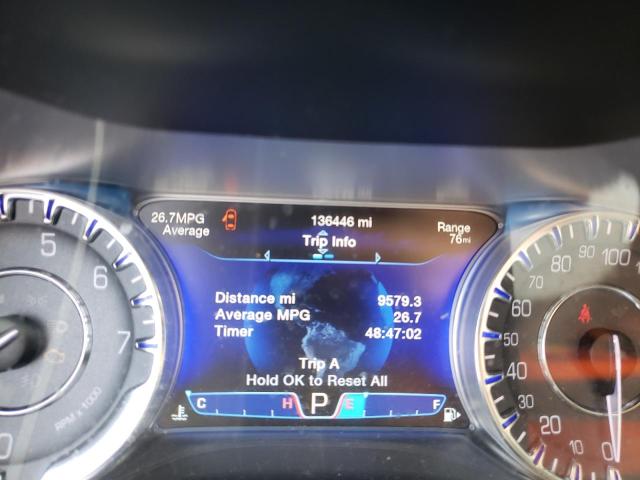 26.7MPG
Average
136446 mi
Range
76mi
Trip Info
Distance mi 9579.3
Average MPG 26.7
Timer 48:47:02
Trip A
Hold OK to Reset All
C H P E F
5
6
7
0
RPM x 1000
0
10
20
30
40
50
60
70
80
90
100